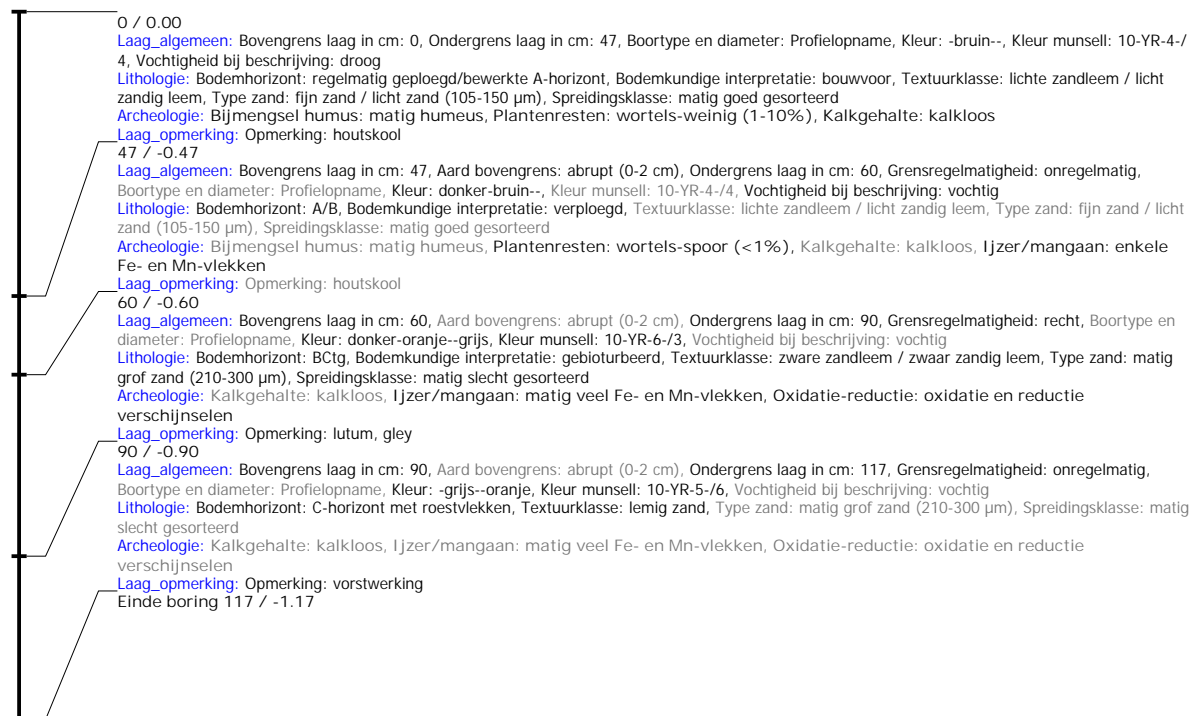 0 / 0.00
Laag_algemeen: Bovengrens laag in cm: 0, Ondergrens laag in cm: 47, Boortype en diameter: Profielopname, Kleur: -bruin--, Kleur munsell: 10-YR-4-/
4, Vochtigheid bij beschrijving: droog
Lithologie: Bodemhorizont: regelmatig geploegd/bewerkte A-horizont, Bodemkundige interpretatie: bouwvoor, Textuurklasse: lichte zandleem / licht
zandig leem, Type zand: fijn zand / licht zand (105-150 µm), Spreidingsklasse: matig goed gesorteerd
Archeologie: Bijmengsel humus: matig humeus, Plantenresten: wortels-weinig (1-10%), Kalkgehalte: kalkloos
Laag_opmerking: Opmerking: houtskool
47 / -0.47
Laag_algemeen: Bovengrens laag in cm: 47, Aard bovengrens: abrupt (0-2 cm), Ondergrens laag in cm: 60, Grensregelmatigheid: onregelmatig,
Boortype en diameter: Profielopname, Kleur: donker-bruin--, Kleur munsell: 10-YR-4-/4, Vochtigheid bij beschrijving: vochtig
Lithologie: Bodemhorizont: A/B, Bodemkundige interpretatie: verploegd, Textuurklasse: lichte zandleem / licht zandig leem, Type zand: fijn zand / licht
zand (105-150 µm), Spreidingsklasse: matig goed gesorteerd
Archeologie: Bijmengsel humus: matig humeus, Plantenresten: wortels-spoor (<1%), Kalkgehalte: kalkloos, Ijzer/mangaan: enkele
Fe- en Mn-vlekken
Laag_opmerking: Opmerking: houtskool
60 / -0.60
Laag_algemeen: Bovengrens laag in cm: 60, Aard bovengrens: abrupt (0-2 cm), Ondergrens laag in cm: 90, Grensregelmatigheid: recht, Boortype en
diameter: Profielopname, Kleur: donker-oranje--grijs, Kleur munsell: 10-YR-6-/3, Vochtigheid bij beschrijving: vochtig
Lithologie: Bodemhorizont: BCtg, Bodemkundige interpretatie: gebioturbeerd, Textuurklasse: zware zandleem / zwaar zandig leem, Type zand: matig
grof zand (210-300 µm), Spreidingsklasse: matig slecht gesorteerd
Archeologie: Kalkgehalte: kalkloos, Ijzer/mangaan: matig veel Fe- en Mn-vlekken, Oxidatie-reductie: oxidatie en reductie
verschijnselen
Laag_opmerking: Opmerking: lutum, gley
90 / -0.90
Laag_algemeen: Bovengrens laag in cm: 90, Aard bovengrens: abrupt (0-2 cm), Ondergrens laag in cm: 117, Grensregelmatigheid: onregelmatig,
Boortype en diameter: Profielopname, Kleur: -grijs--oranje, Kleur munsell: 10-YR-5-/6, Vochtigheid bij beschrijving: vochtig
Lithologie: Bodemhorizont: C-horizont met roestvlekken, Textuurklasse: lemig zand, Type zand: matig grof zand (210-300 µm), Spreidingsklasse: matig
slecht gesorteerd
Archeologie: Kalkgehalte: kalkloos, Ijzer/mangaan: matig veel Fe- en Mn-vlekken, Oxidatie-reductie: oxidatie en reductie
verschijnselen
Laag_opmerking: Opmerking: vorstwerking
Einde boring 117 / -1.17